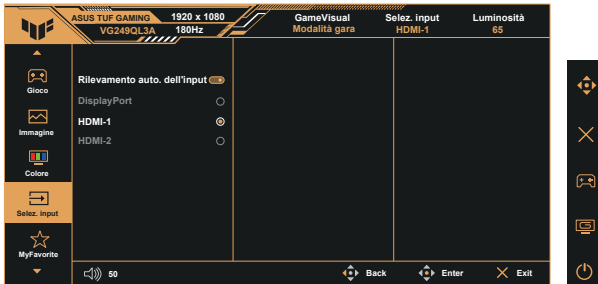 ASUS TUF GAMING 1920 x 1080
VG249QL3A 180Hz
GameVisual
Modalità gara
Selez. input
HDMI-1
Luminosità
65
Gioco
Immagine
Colore
Selez. input
MyFavorite
Rilevamento auto. dell'input
DisplayPort
HDMI-1
HDMI-2
50
Back
Enter
Exit